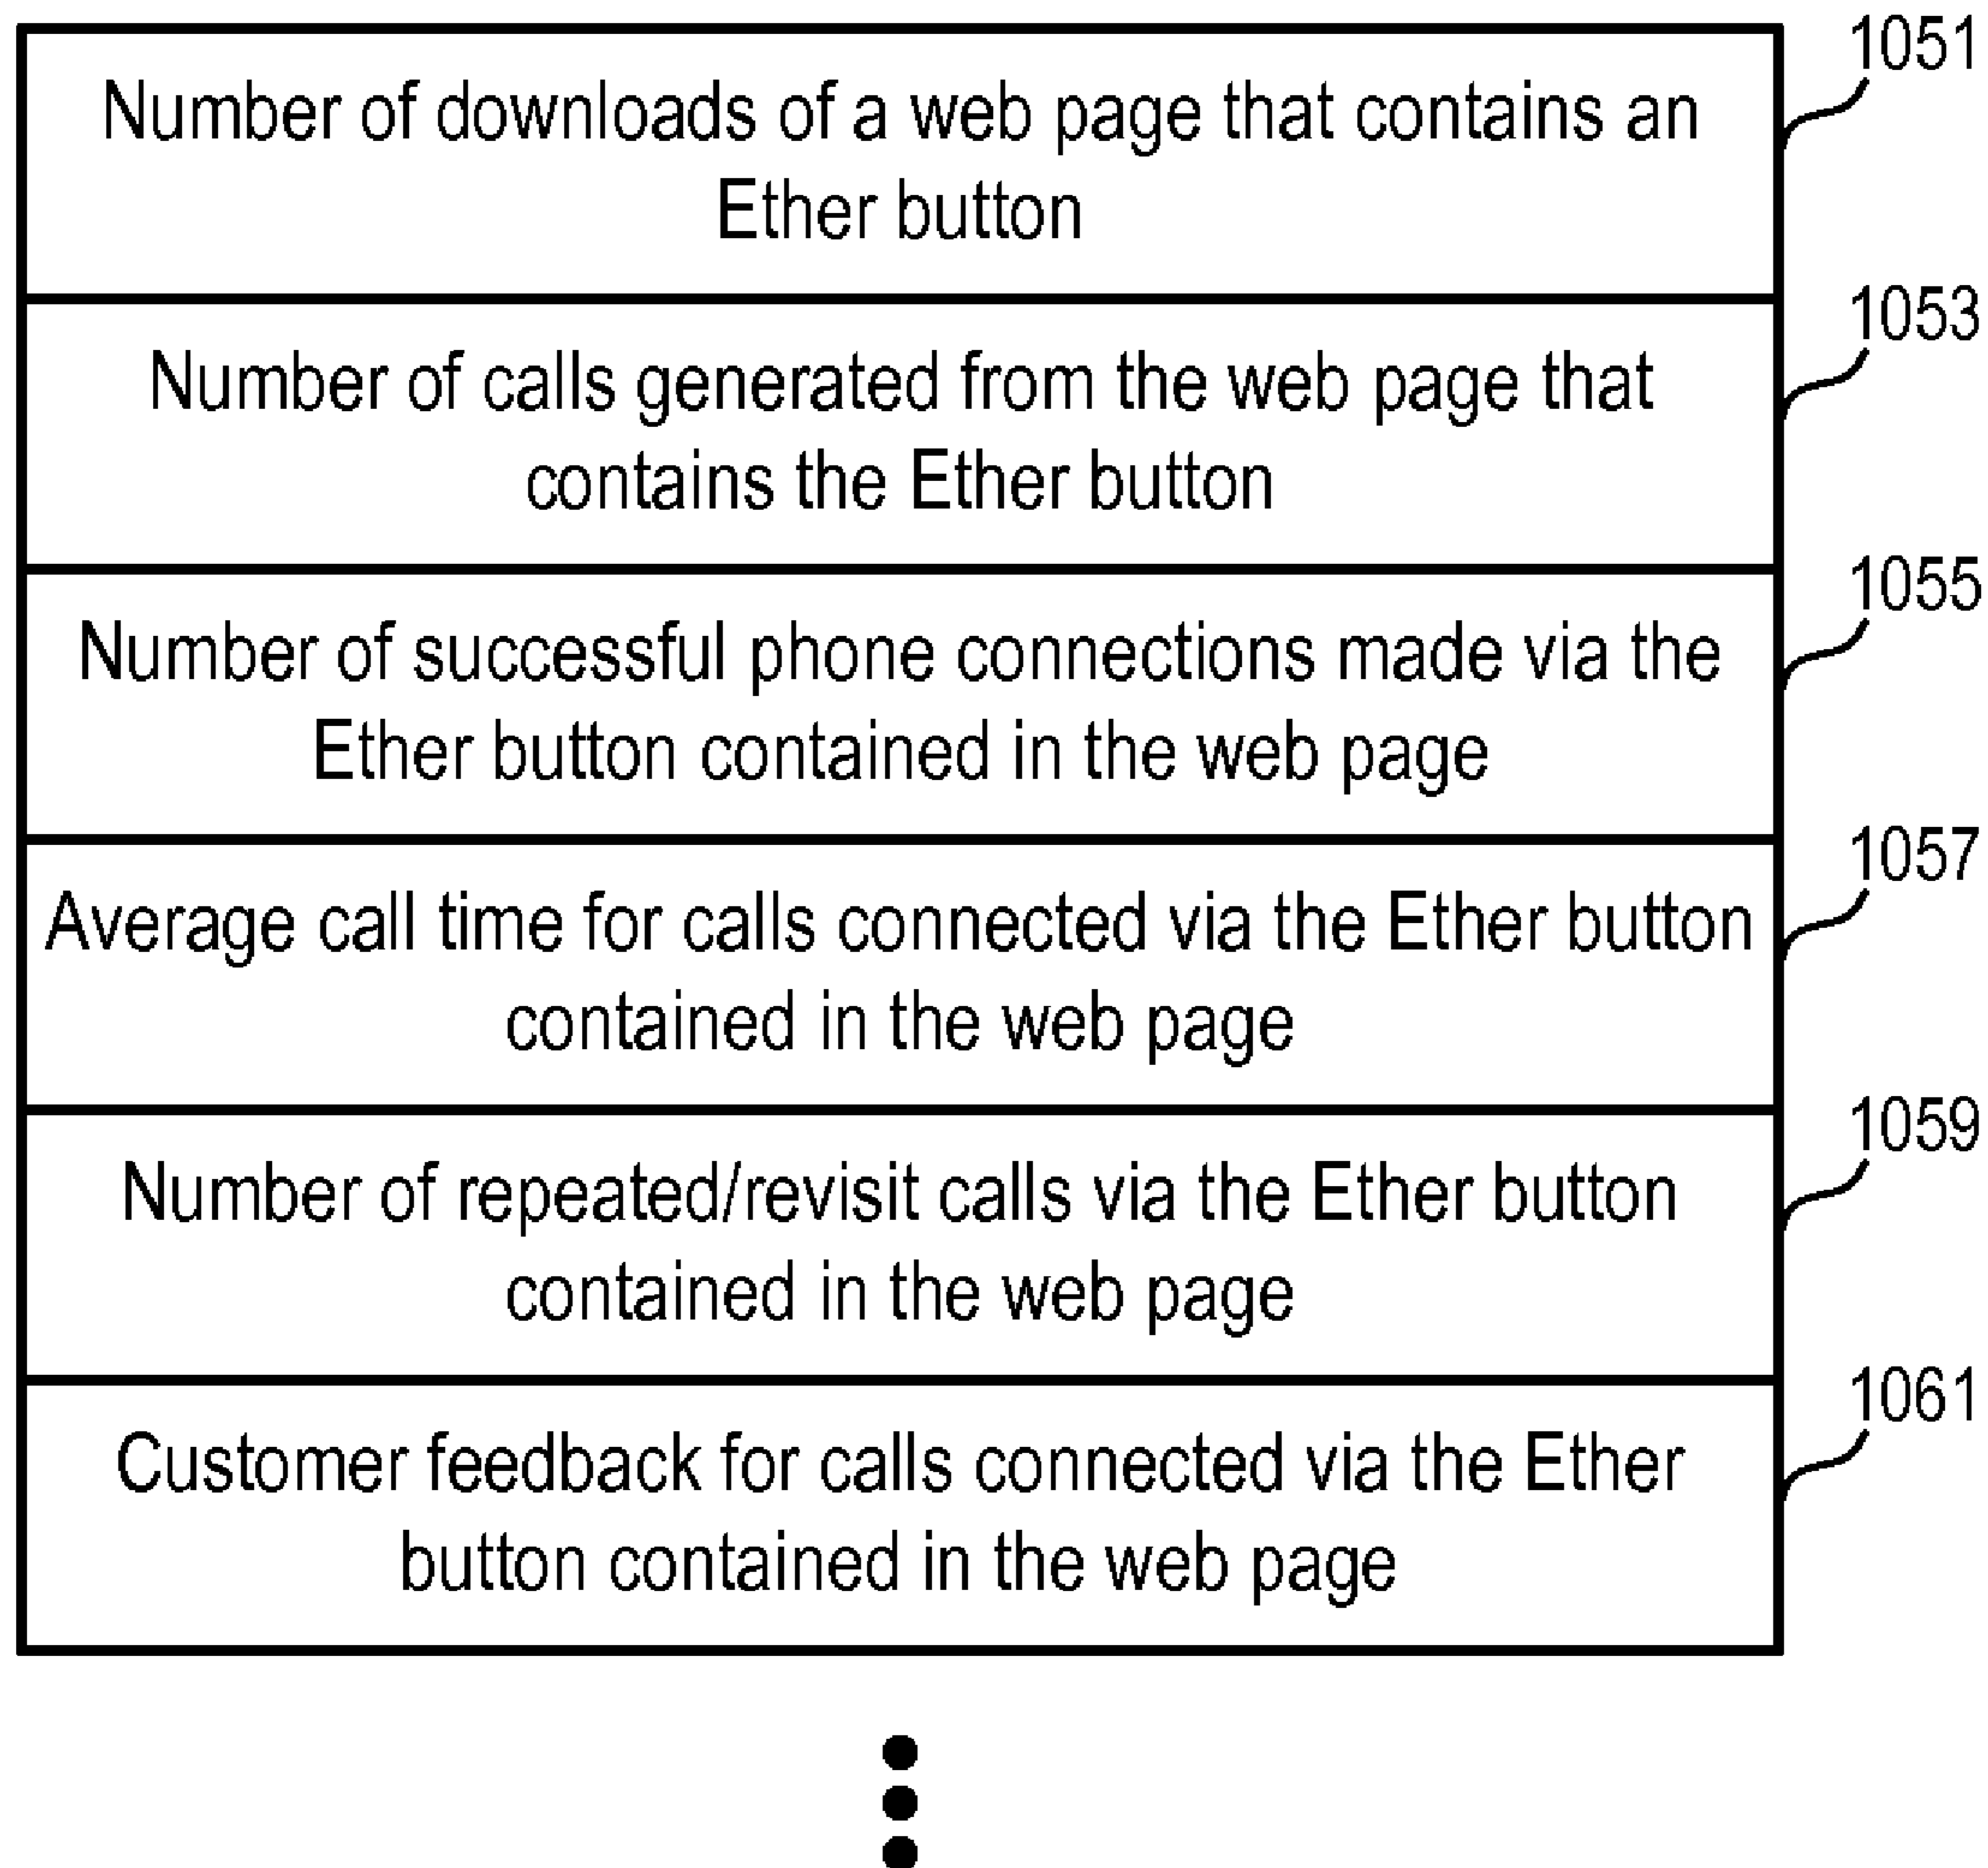 1051
Number of downloads of a web page that contains an
Ether button
1053
Number of calls generated from the web page that
contains the Ether button
1055
Number of successful phone connections made via the
Ether button contained in the web page
1057
Average call time for calls connected via the Ether button
contained in the web page
1059
Number of repeated/revisit calls via the Ether button
contained in the web page
1061
Customer feedback for calls connected via the Ether
button contained in the web page